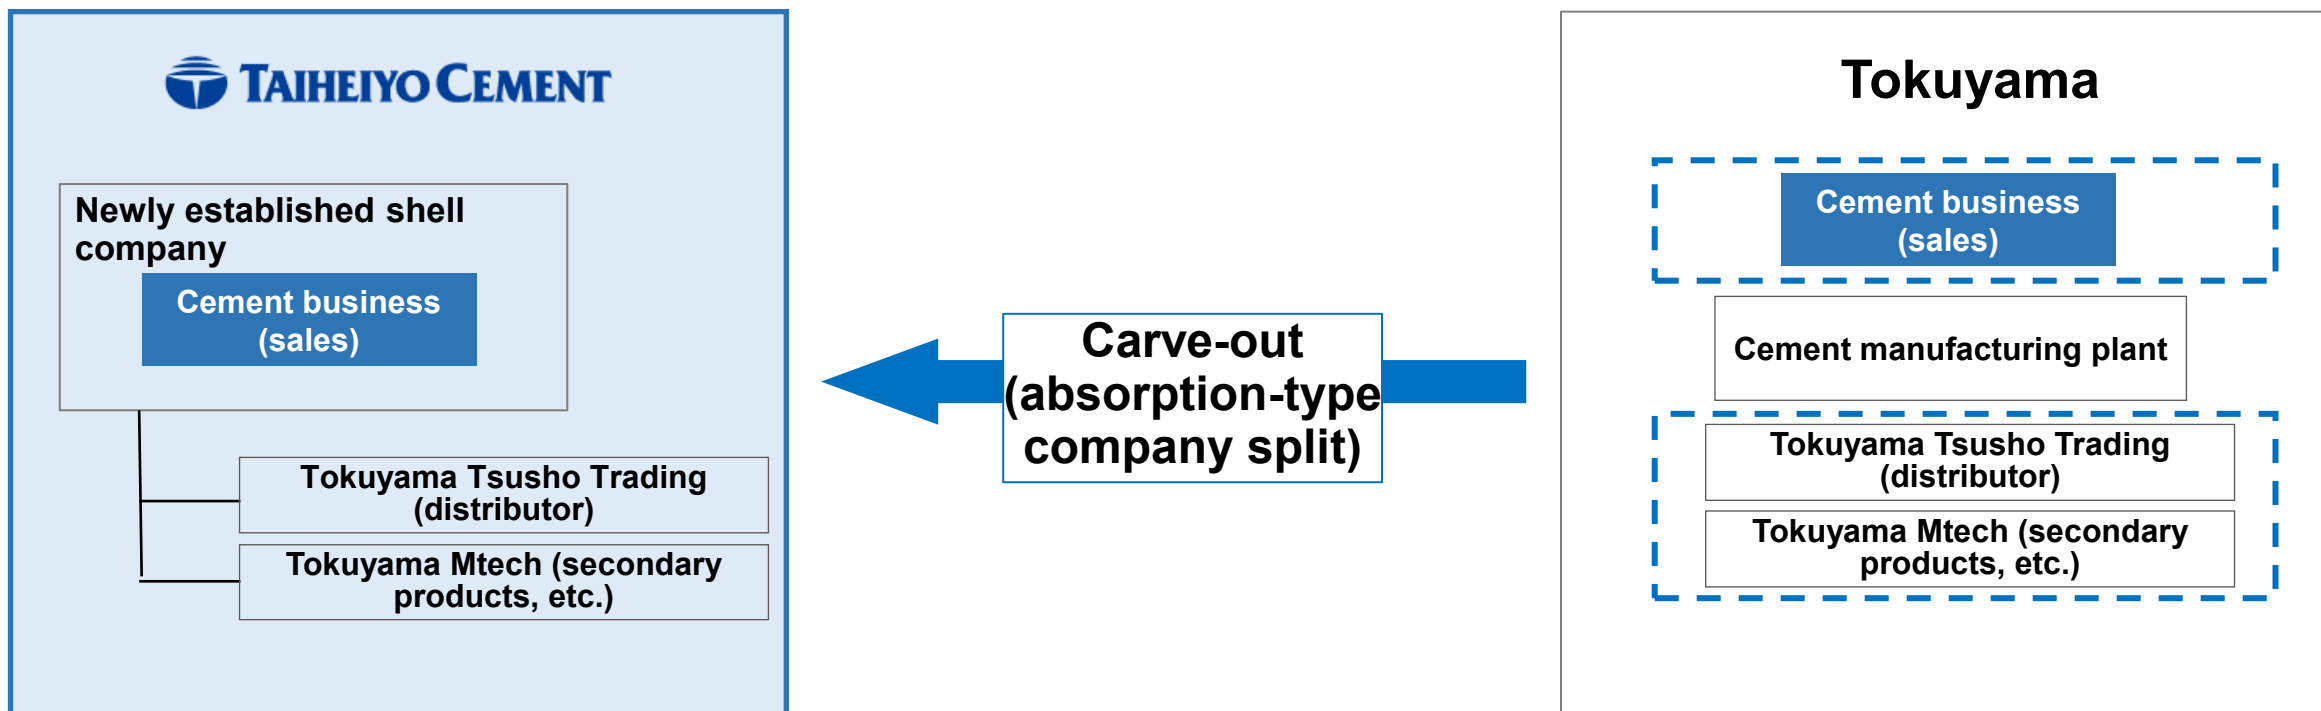 TAIHEIYO CEMENT
Newly established shell
company
Cement business
(sales)
Tokuyama Tsusho Trading
(distributor)
Tokuyama Mtech (secondary
products, etc.)
Carve-out
(absorption-type
company split)
Tokuyama
Cement business
(sales)
Cement manufacturing plant
Tokuyama Tsusho Trading
(distributor)
Tokuyama Mtech (secondary
products, etc.)